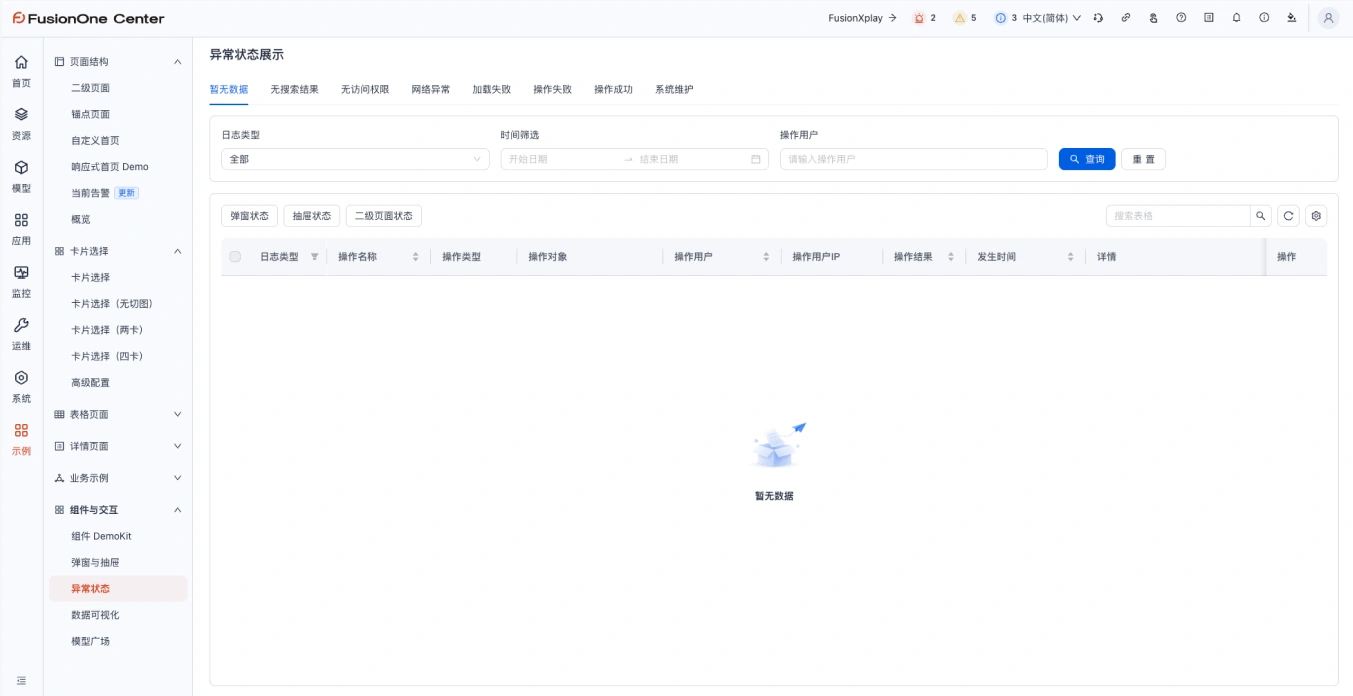 FusionOne Center
FusionXplay → 2 5 3 中文(简体)
首页
资源
模型
应用
监控
运维
系统
示例
页面结构
二级页面
锚点页面
自定义首页
响应式首页 Demo
当前告警 更新
概览
卡片选择
卡片选择
卡片选择（无切图）
卡片选择（两卡）
卡片选择（四卡）
高级配置
表格页面
详情页面
业务示例
组件与交互
组件 DemoKit
弹窗与抽屉
异常状态
数据可视化
模型广场
异常状态展示
暂无数据 无搜索结果 无访问权限 网络异常 加载失败 操作失败 操作成功 系统维护
日志类型 时间筛选 操作用户
全部 开始日期 → 结束日期 请输入操作用户 查询 重 置
弹窗状态 抽屉状态 二级页面状态 搜索表格
日志类型 操作名称 操作类型 操作对象 操作用户 操作用户IP 操作结果 发生时间 详情 操作
暂无数据